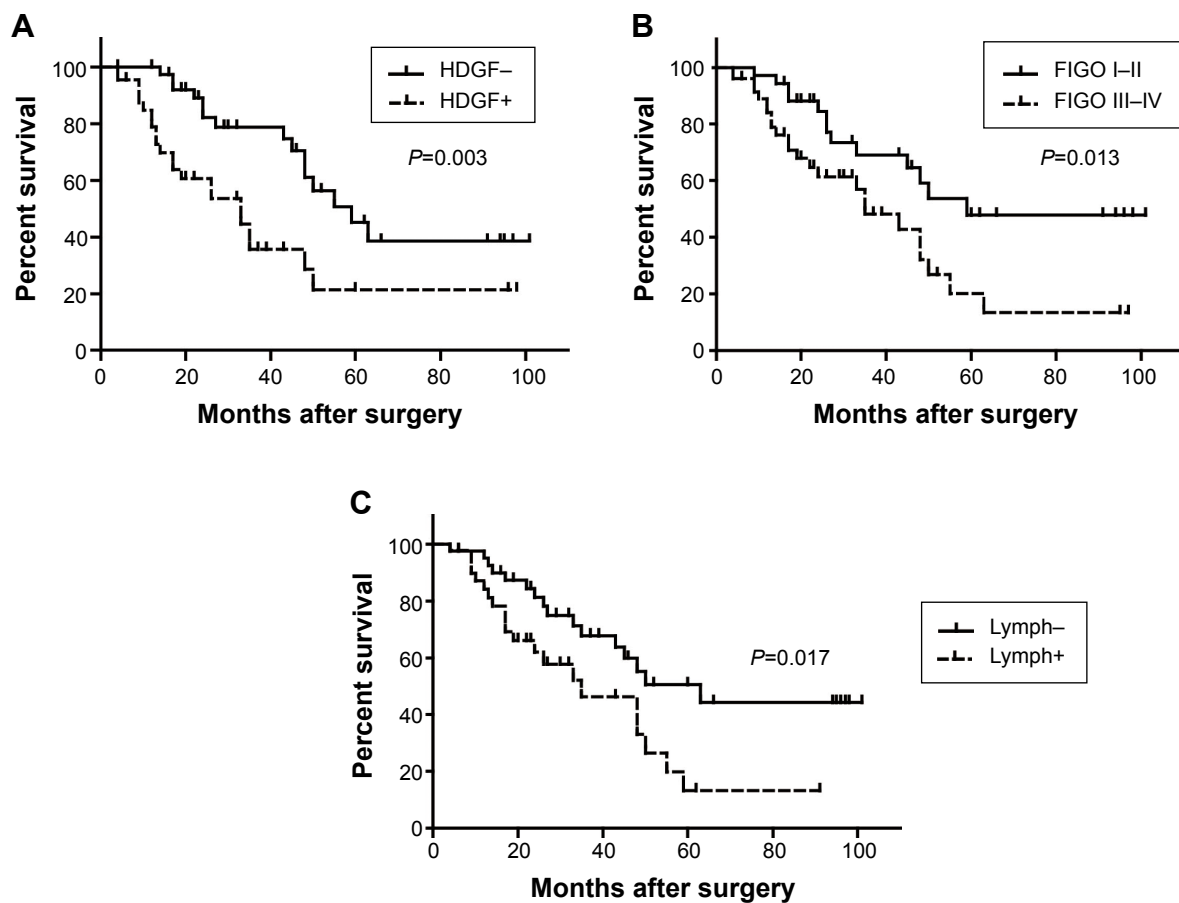 A
Percent survival
100
80
60
40
20
0
HDGF–
HDGF+
P=0.003
0 20 40 60 80 100
Months after surgery
B
Percent survival
100
80
60
40
20
0
FIGO I–II
FIGO III–IV
P=0.013
0 20 40 60 80 100
Months after surgery
C
Percent survival
100
80
60
40
20
0
Lymph–
Lymph+
P=0.017
0 20 40 60 80 100
Months after surgery